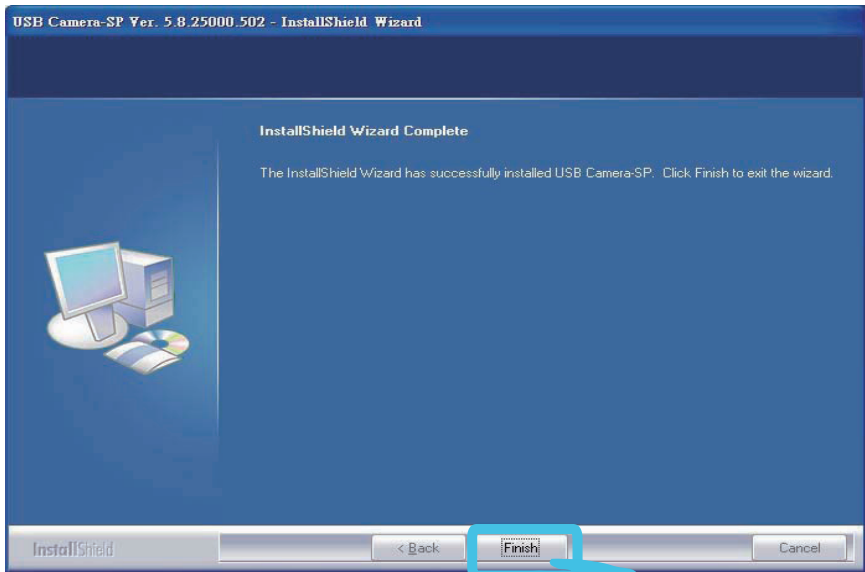 USB Camera-SP Ver. 5.8.25000.502 - InstallShield Wizard
InstallShield Wizard Complete
The InstallShield Wizard has successfully installed USB Camera-SP. Click Finish to exit the wizard.
InstallShield
< Back
Finish
Cancel